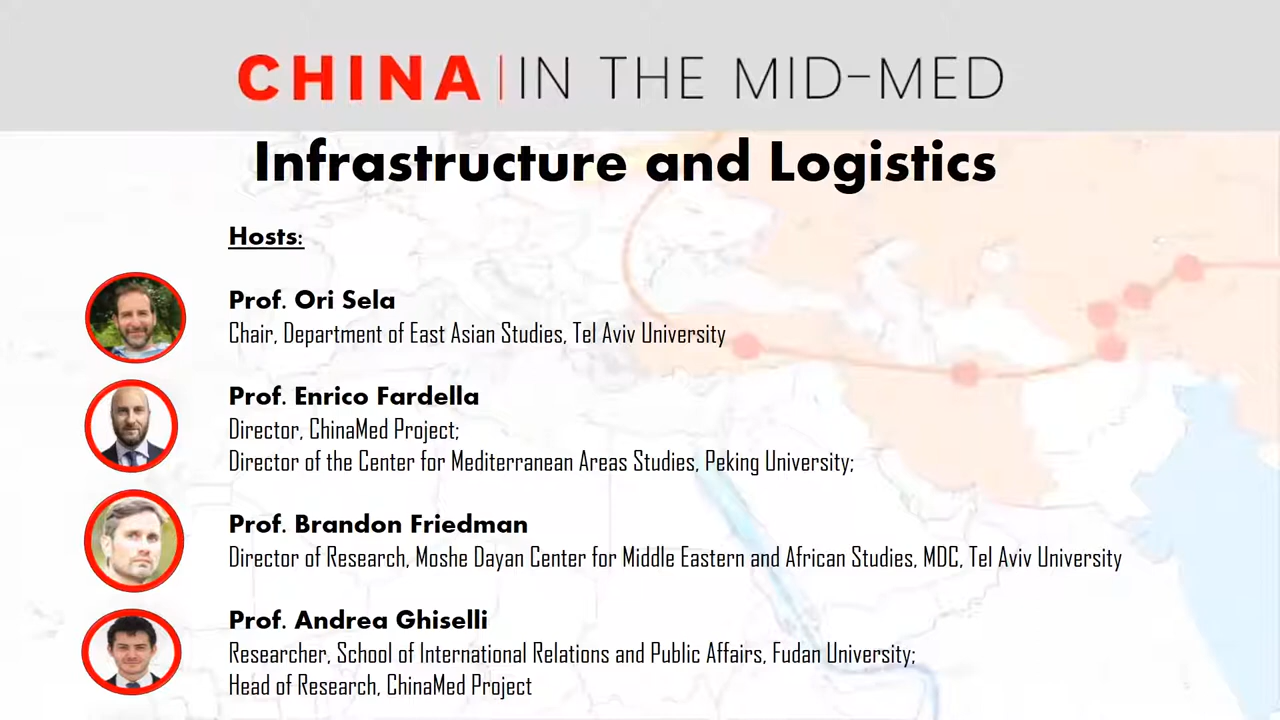 CHINA | IN THE MID-MED
Infrastructure and Logistics
Hosts:
Prof. Ori Sela
Chair, Department of East Asian Studies, Tel Aviv University
Prof. Enrico Fardella
Director, ChinaMed Project;
Director of the Center for Mediterranean Areas Studies, Peking University;
Prof. Brandon Friedman
Director of Research, Moshe Dayan Center for Middle Eastern and African Studies, MDC, Tel Aviv University
Prof. Andrea Ghiselli
Researcher, School of International Relations and Public Affairs, Fudan University;
Head of Research, ChinaMed Project